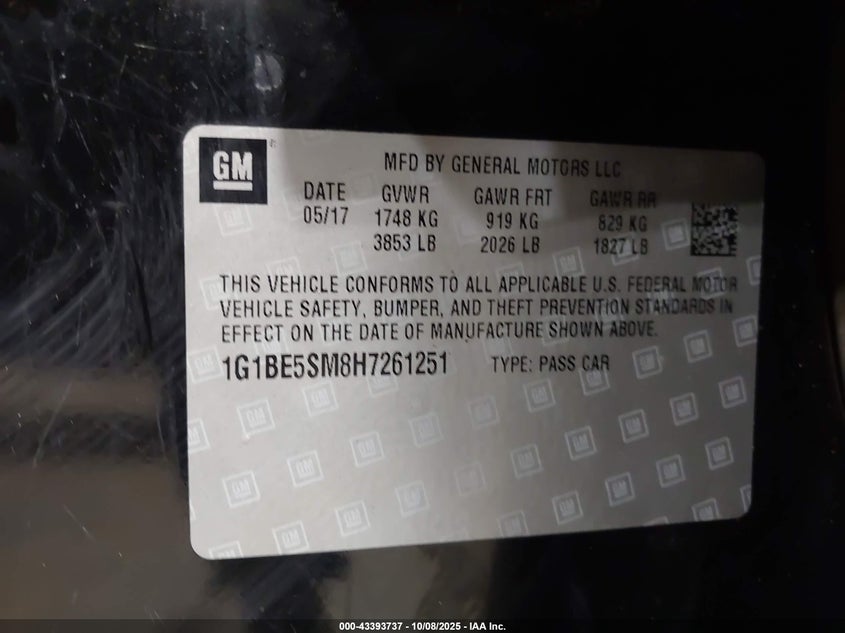 GM
MFD BY GENERAL MOTORS LLC
DATE GVWR GAWR FRT GAWR RR
05/17 1748 KG 919 KG 829 KG
3853 LB 2026 LB 1827 LB
THIS VEHICLE CONFORMS TO ALL APPLICABLE U.S. FEDERAL MOTOR
VEHICLE SAFETY, BUMPER, AND THEFT PREVENTION STANDARDS IN
EFFECT ON THE DATE OF MANUFACTURE SHOWN ABOVE.
1G1BE5SM8H7261251 TYPE: PASS CAR
000-43393737 - 10/08/2025 - IAA Inc.